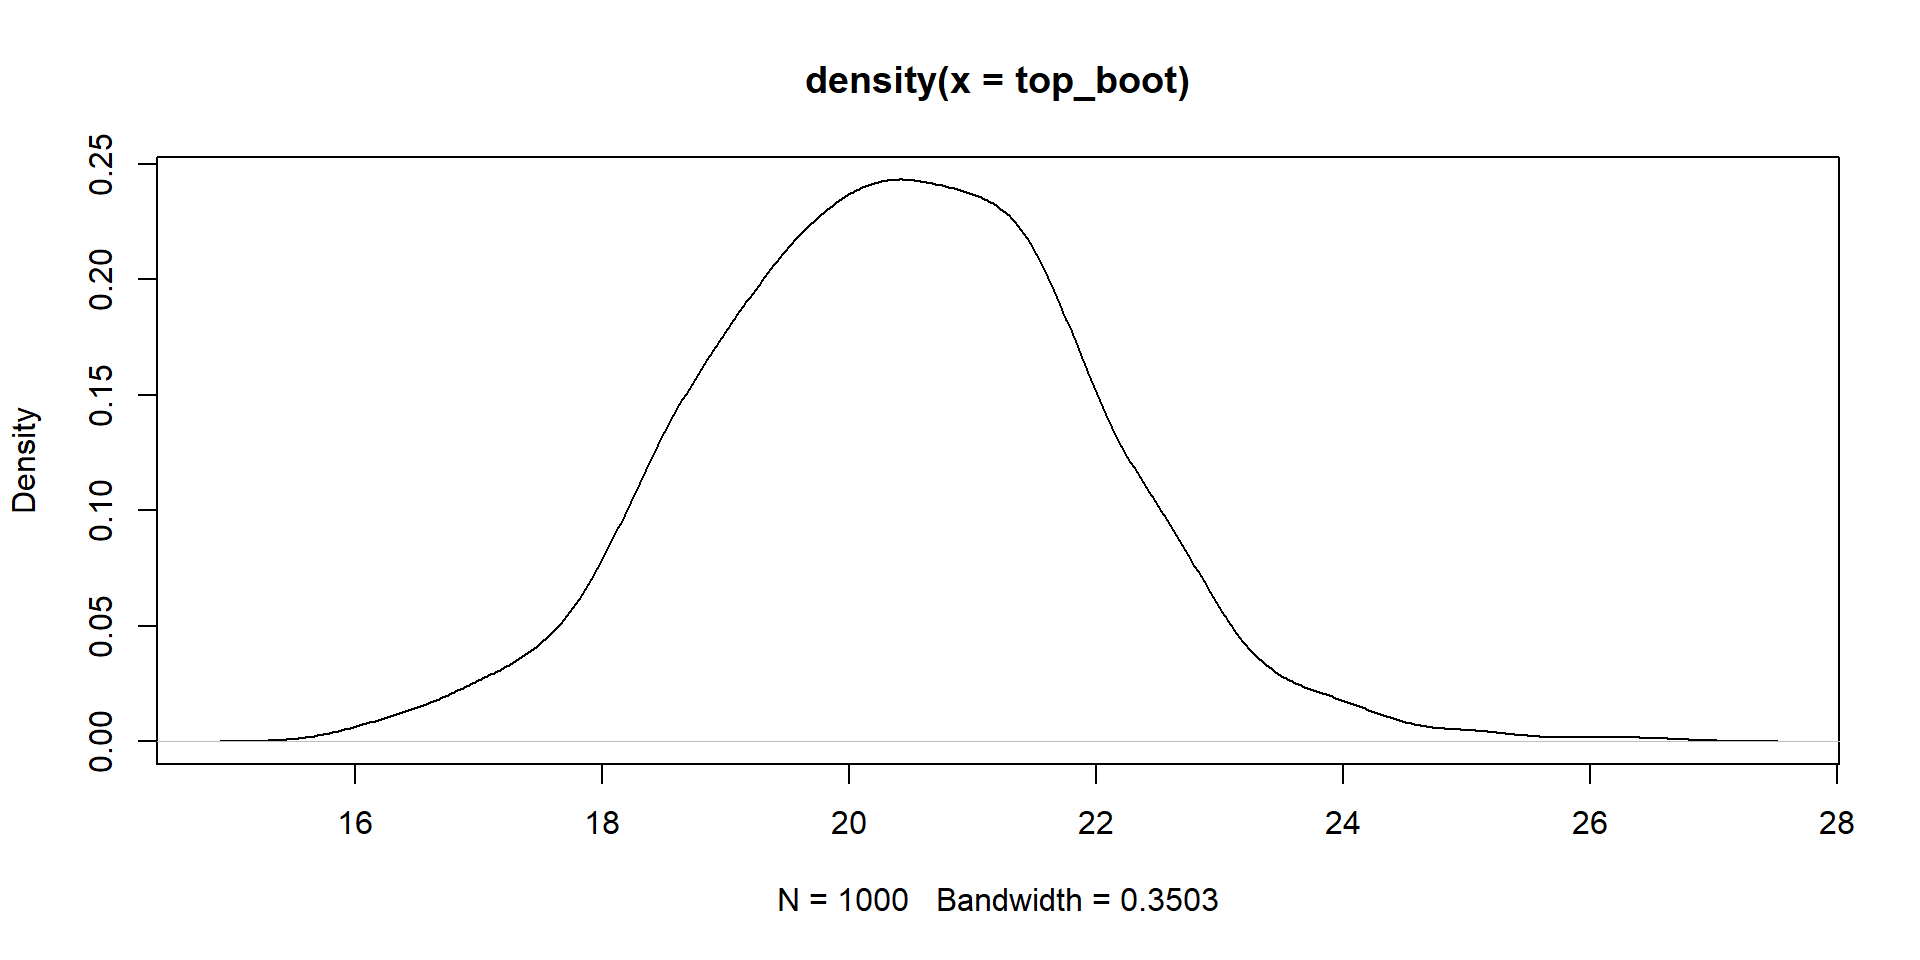 density(x = top_boot)
Density
0.25
0.20
0.15
0.10
0.05
0.00
16 18 20 22 24 26 28
N = 1000 Bandwidth = 0.3503